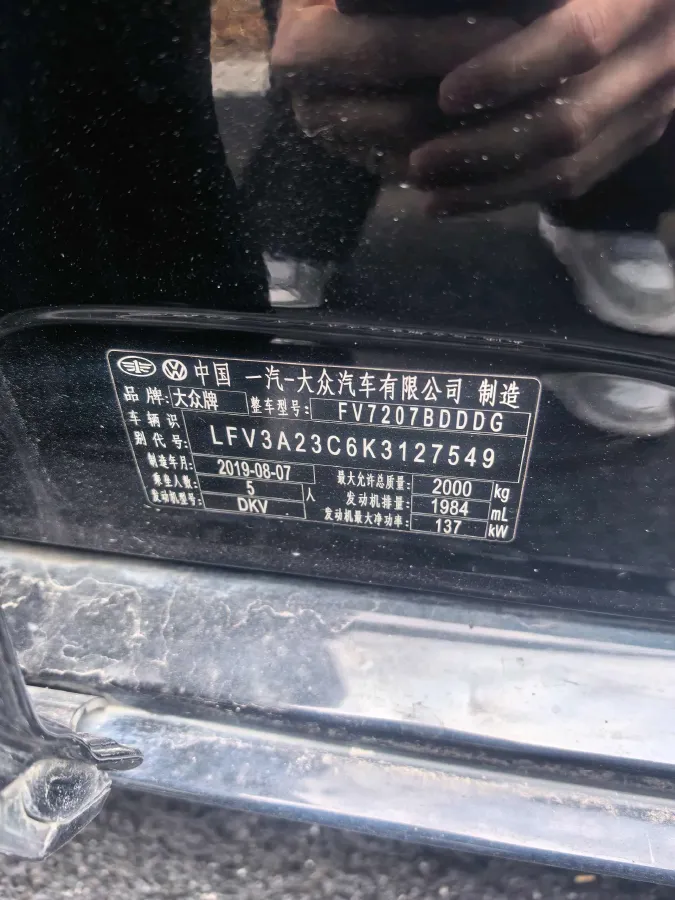 中国 一汽-大众汽车有限公司 制造
品牌: 大众牌 整车型号: FV7207BDDDG
车辆识别代号: LFV3A23C6K3127549
制造年月: 2019-08-07 最大允许总质量: 2000 kg
乘坐人数: 5 人 发动机排量: 1984 mL
发动机型号: DKV 发动机最大净功率: 137 kW